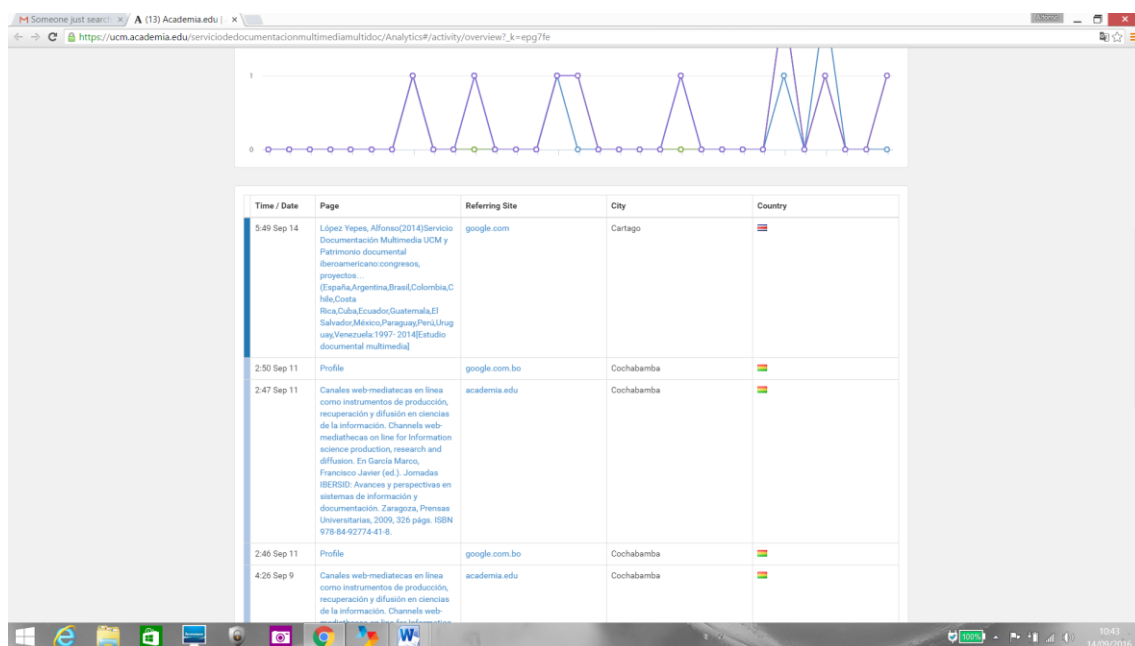 Someone just search
(13) Academia.edu |
https://ucm.academia.edu/serviciodedocumentacionmultimediamultidoc/Analytics#/activity/overview?_k=epg7fe
1
0
Time / Date Page Referring Site City Country
5:49 Sep 14 López Yepes, Alfonso(2014)Servicio google.com Cartago
Documentación Multimedia UCM y
Patrimonio documental
iberoamericano:congresos,
proyectos...
(España,Argentina,Brasil,Colombia,C
hile,Costa
Rica,Cuba,Ecuador,Guatemala,El
Salvador,México,Paraguay,Perú,Urug
uay,Venezuela:1997- 2014[Estudio
documental multimedia]
2:50 Sep 11 Profile google.com.bo Cochabamba
2:47 Sep 11 Canales web-mediatecas en línea academia.edu Cochabamba
como instrumentos de producción,
recuperación y difusión en ciencias
de la información. Channels web-
mediathecas on line for Information
science production, research and
diffusion. En García Marco,
Francisco Javier (ed.). Jornadas
IBERSID: Avances y perspectivas en
sistemas de información y
documentación. Zaragoza, Prensas
Universitarias, 2009, 326 págs. ISBN
978-84-92774-41-8.
2:46 Sep 11 Profile google.com.bo Cochabamba
4:26 Sep 9 Canales web-mediatecas en línea academia.edu Cochabamba
como instrumentos de producción,
recuperación y difusión en ciencias
de la información. Channels web-
mediathecas on line for Information
100%
10:43
14/09/2016